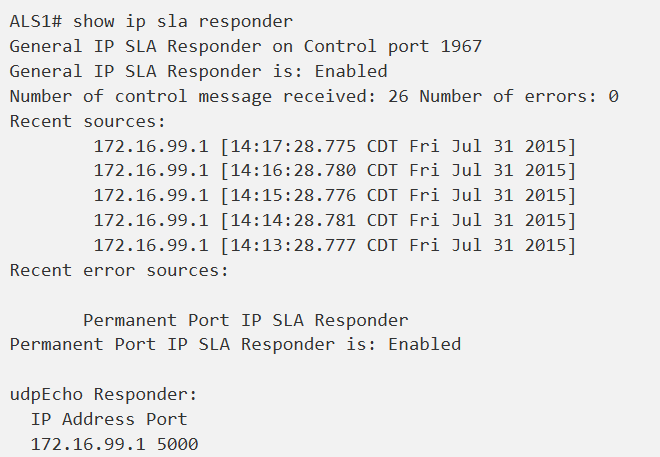 ALS1# show ip sla responder
General IP SLA Responder on Control port 1967
General IP SLA Responder is: Enabled
Number of control message received: 26 Number of errors: 0
Recent sources:
        172.16.99.1 [14:17:28.775 CDT Fri Jul 31 2015]
        172.16.99.1 [14:16:28.780 CDT Fri Jul 31 2015]
        172.16.99.1 [14:15:28.776 CDT Fri Jul 31 2015]
        172.16.99.1 [14:14:28.781 CDT Fri Jul 31 2015]
        172.16.99.1 [14:13:28.777 CDT Fri Jul 31 2015]
Recent error sources:

       Permanent Port IP SLA Responder
Permanent Port IP SLA Responder is: Enabled

udpEcho Responder:
  IP Address Port
  172.16.99.1 5000